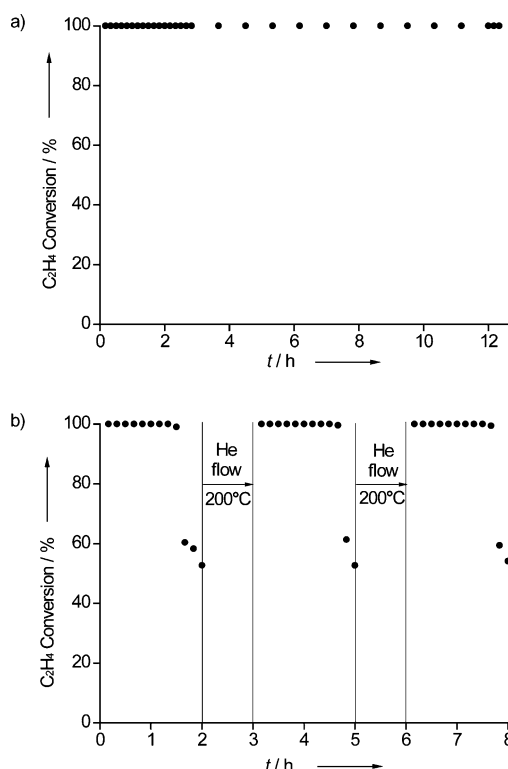 a)
100
80
60
40
20
0
C₂H₄ Conversion / %
0 2 4 6 8 10 12
t / h
b)
100
80
60
40
20
0
C₂H₄ Conversion / %
He
flow
200°C
He
flow
200°C
0 1 2 3 4 5 6 7 8
t / h